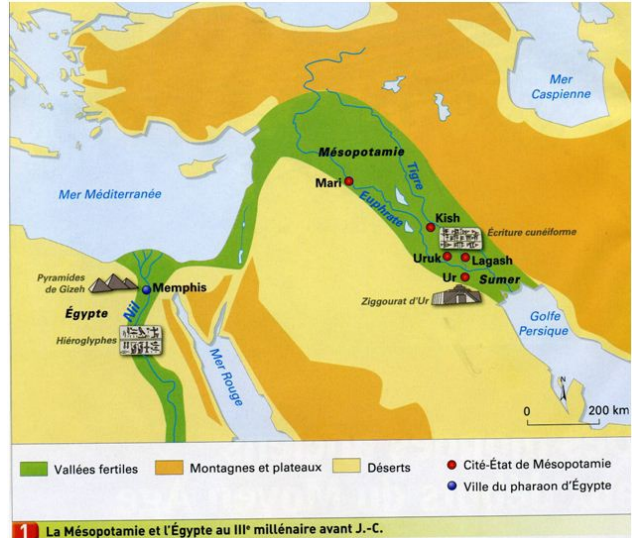 Mer
Caspienne
Mésopotamie
Tigre
Mari
Euphrate
Mer Méditerranée
Kish
Écriture cunéiforme
Uruk
Lagash
Ur
Sumer
Ziggourat d'Ur
Pyramides
de Gizeh
Memphis
Égypte
Nil
Hiéroglyphes
Mer Rouge
Golfe
Persique
N
0 200 km
Vallées fertiles
Montagnes et plateaux
Déserts
Cité-État de Mésopotamie
Ville du pharaon d'Égypte
1 La Mésopotamie et l'Égypte au IIIe millénaire avant J.-C.